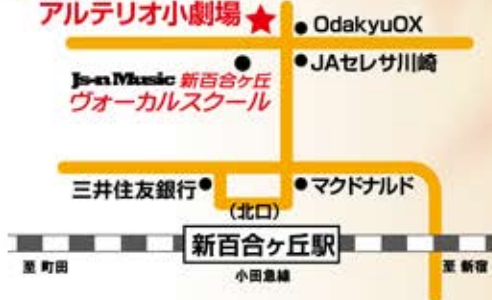 アルテリオ小劇場
OdakyuOX
JAセレサ川崎
Js-n Music 新百合ヶ丘
ヴォーカルスクール
三井住友銀行
マクドナルド
(北口)
新百合ヶ丘駅
至 町田
小田急線
至 新宿